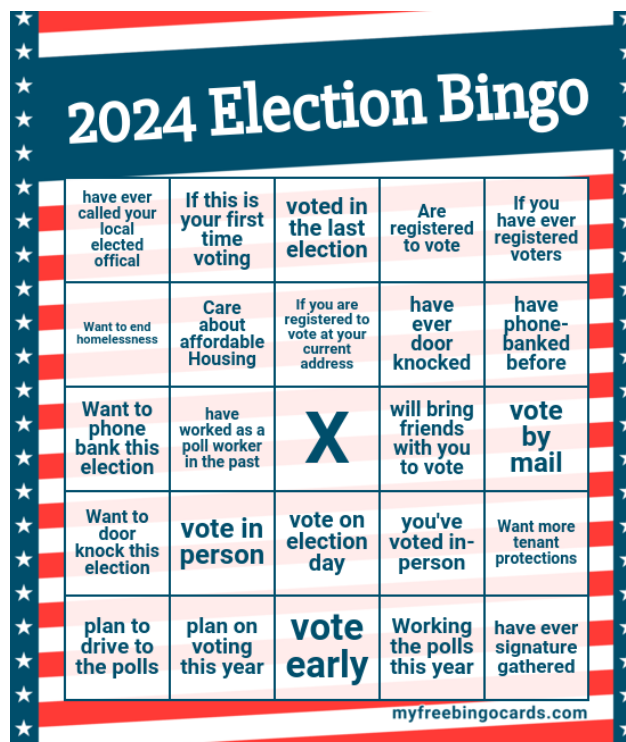 2024 Election Bingo
have ever
called your
local
elected
offical
If this is
your first
time
voting
voted in
the last
election
Are
registered
to vote
If you
have ever
registered
voters
Want to end
homelessness
Care
about
affordable
Housing
If you are
registered to
vote at your
current
address
have
ever
door
knocked
have
phone-
banked
before
Want to
phone
bank this
election
have
worked as a
poll worker
in the past
X
will bring
friends
with you
to vote
vote
by
mail
Want to
door
knock this
election
vote in
person
vote on
election
day
you've
voted in-
person
Want more
tenant
protections
plan to
drive to
the polls
plan on
voting
this year
vote
early
Working
the polls
this year
have ever
signature
gathered
myfreebingocards.com